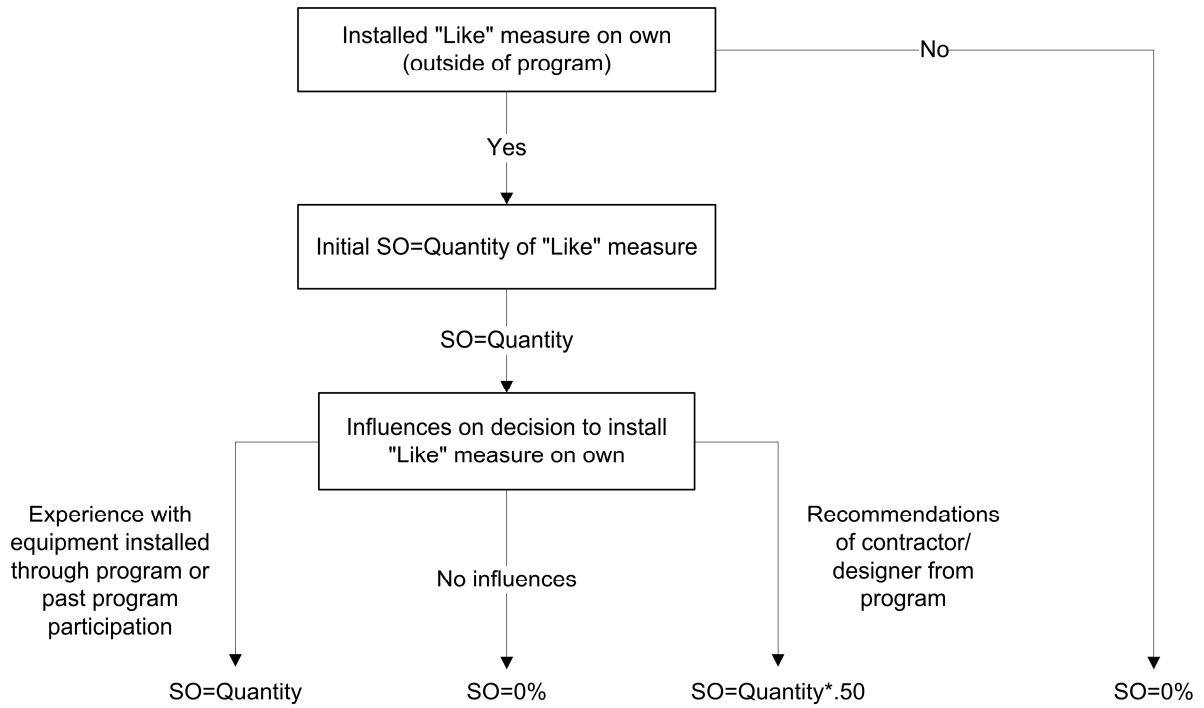 Installed "Like" measure on own
(outside of program)
No
Yes
Initial SO=Quantity of "Like" measure
SO=Quantity
Influences on decision to install
"Like" measure on own
Experience with
equipment installed
through program or
past program
participation
No influences
Recommendations
of contractor/
designer from
program
SO=Quantity
SO=0%
SO=Quantity*.50
SO=0%